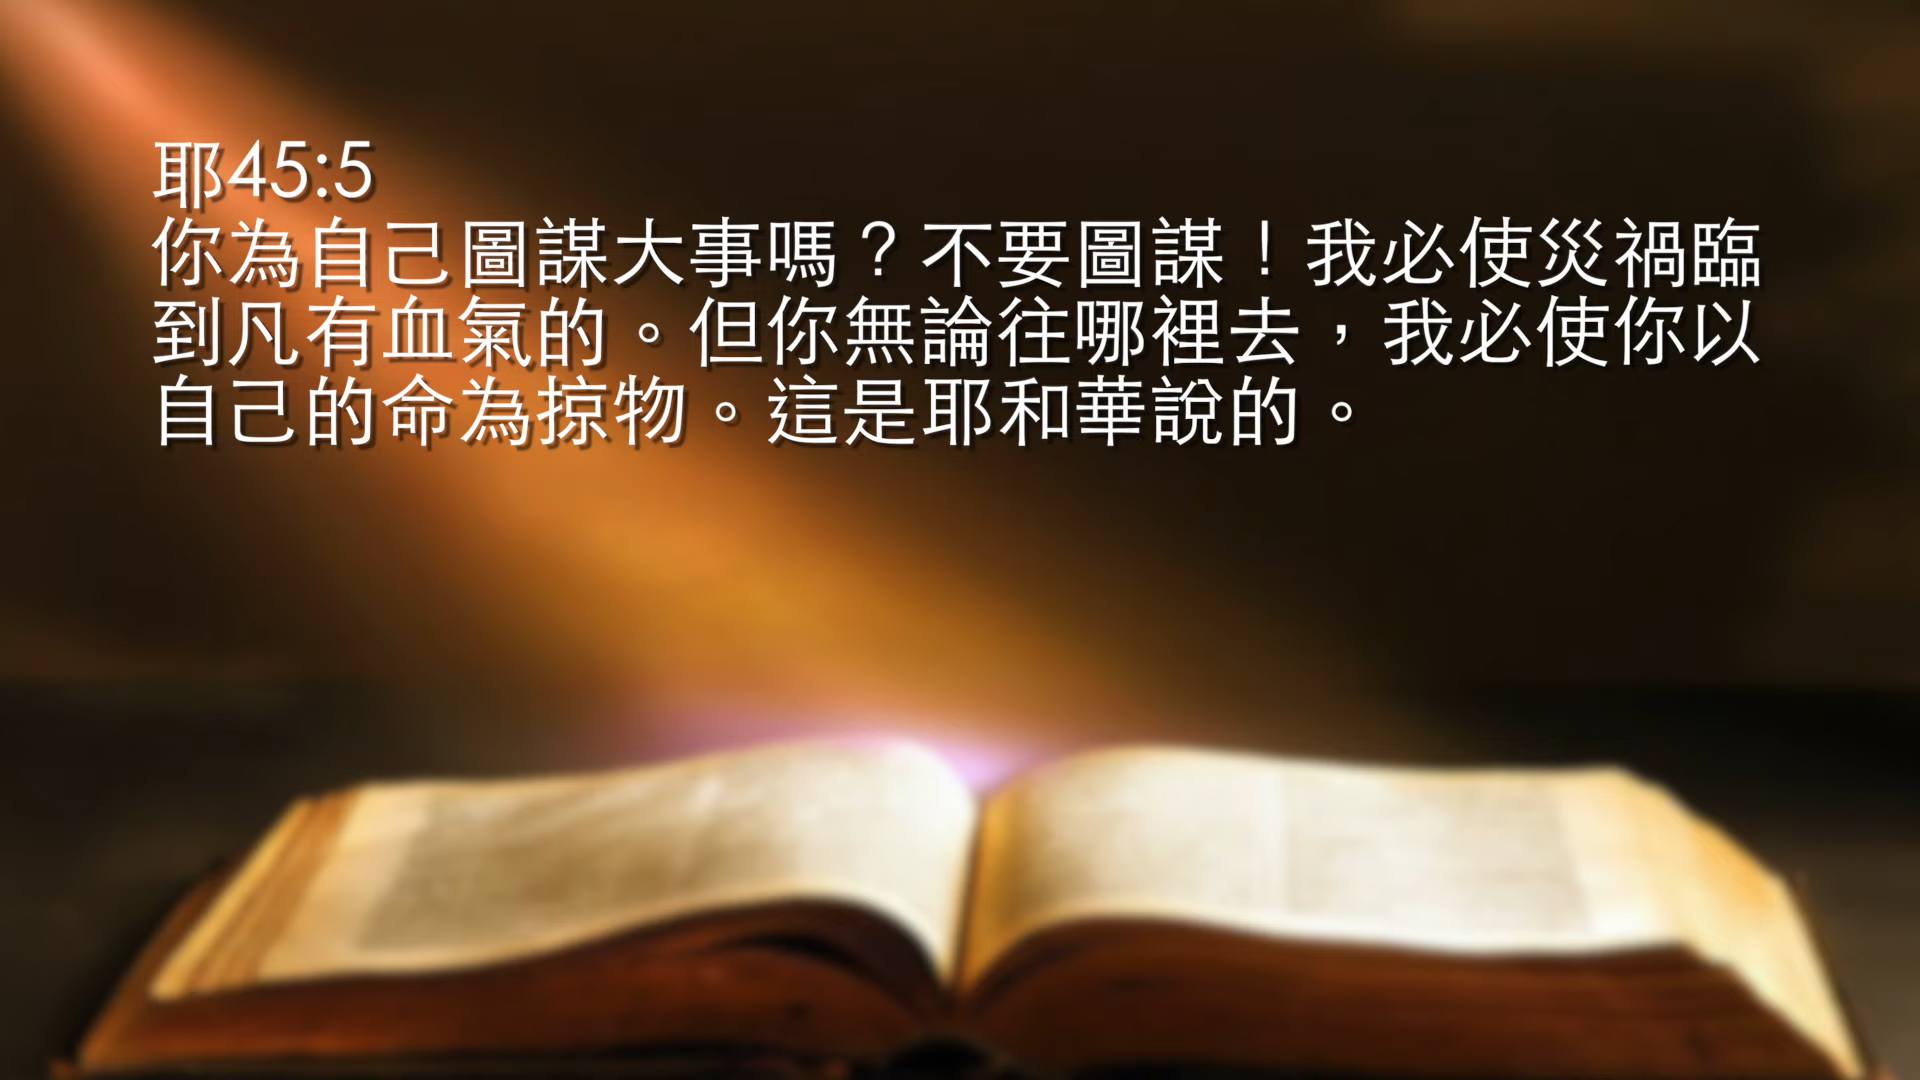 耶45:5
你為自己圖謀大事嗎？不要圖謀！我必使災禍臨
到凡有血氣的。但你無論往哪裡去，我必使你以
自己的命為掠物。這是耶和華說的。